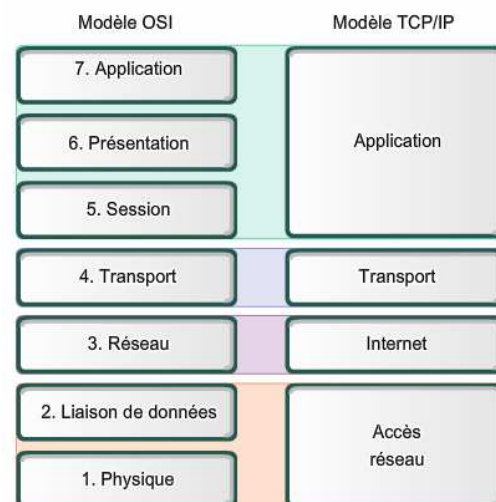 Modèle OSI
Modèle TCP/IP
7. Application
6. Présentation
5. Session
Application
4. Transport
Transport
3. Réseau
Internet
2. Liaison de données
1. Physique
Accès
réseau